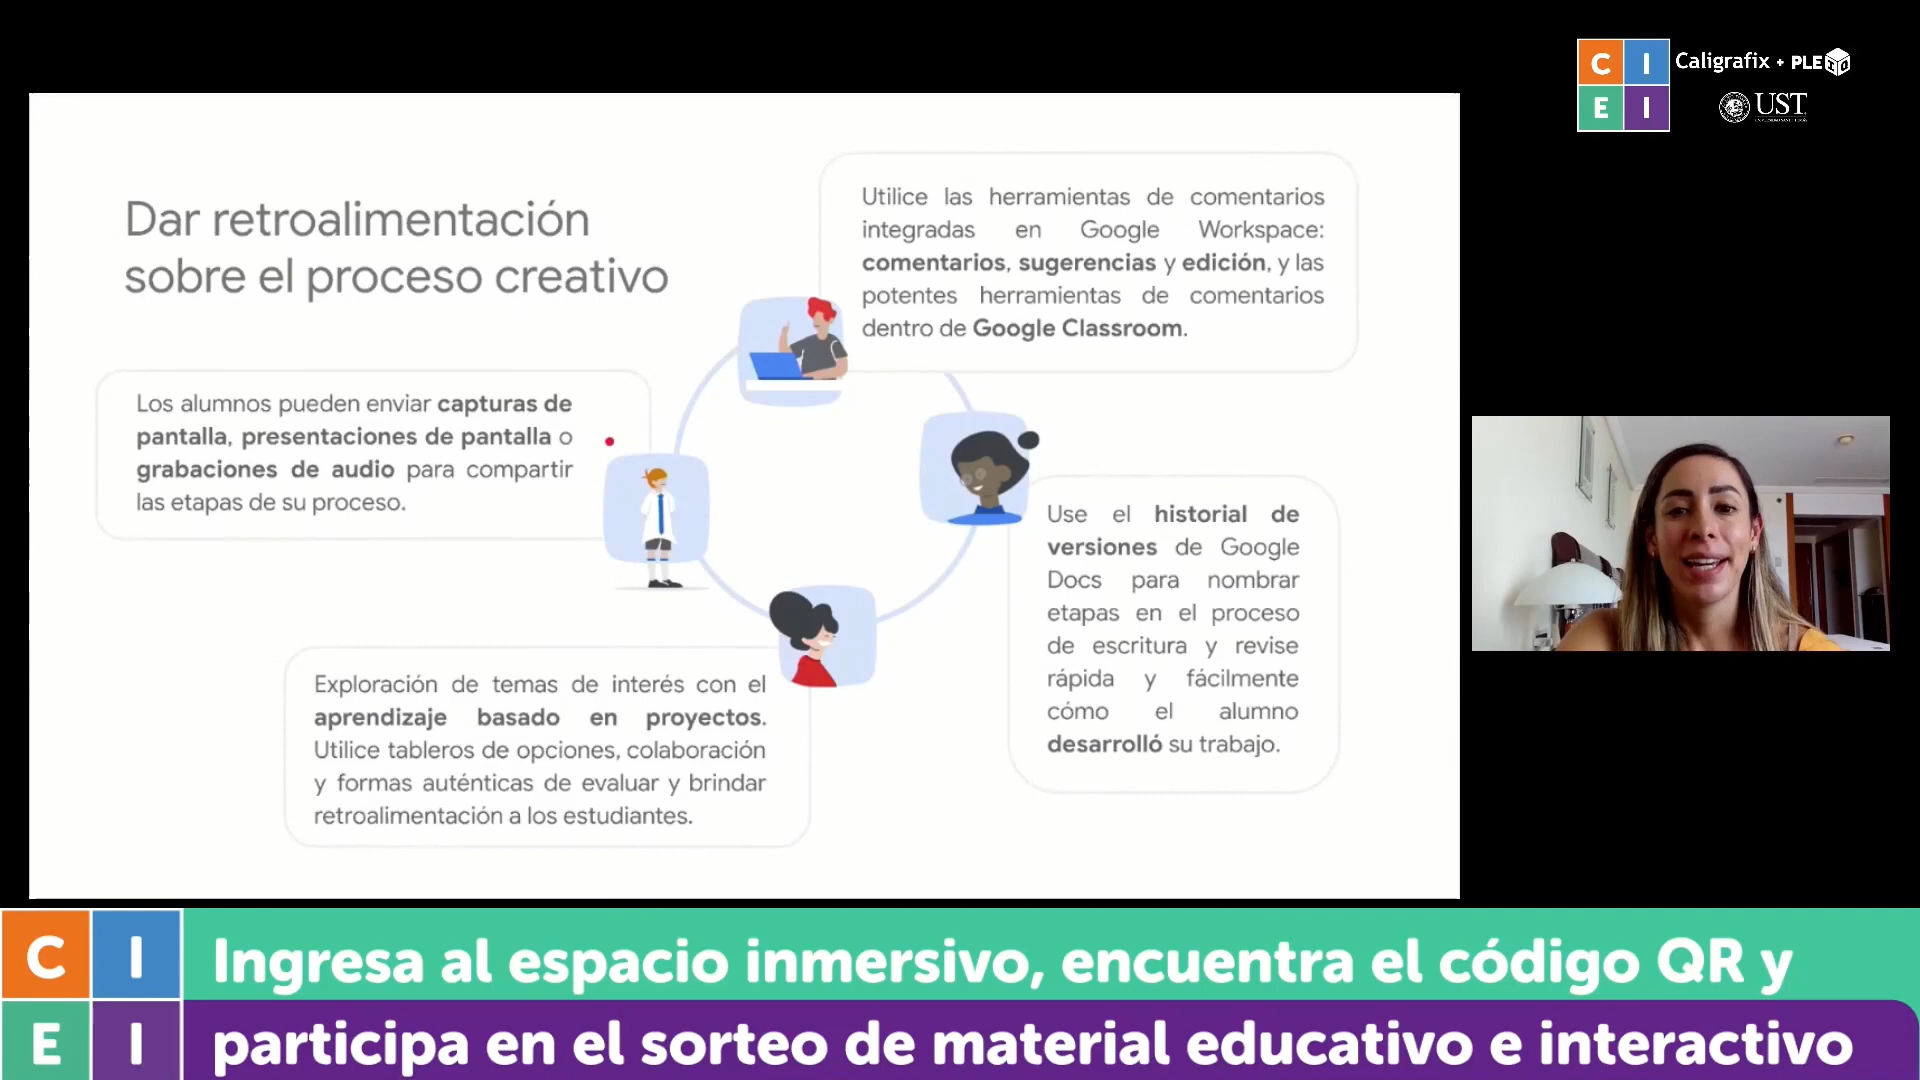 C I
E I
Caligrafix + PLE
UST
Dar retroalimentación
sobre el proceso creativo
Utilice las herramientas de comentarios
integradas en Google Workspace:
comentarios, sugerencias y edición, y las
potentes herramientas de comentarios
dentro de Google Classroom.
Los alumnos pueden enviar capturas de
pantalla, presentaciones de pantalla o
grabaciones de audio para compartir
las etapas de su proceso.
Use el historial de
versiones de Google
Docs para nombrar
etapas en el proceso
de escritura y revise
rápida y fácilmente
cómo el alumno
desarrolló su trabajo.
Exploración de temas de interés con el
aprendizaje basado en proyectos.
Utilice tableros de opciones, colaboración
y formas auténticas de evaluar y brindar
retroalimentación a los estudiantes.
C I
E I
Ingresa al espacio inmersivo, encuentra el código QR y
participa en el sorteo de material educativo e interactivo